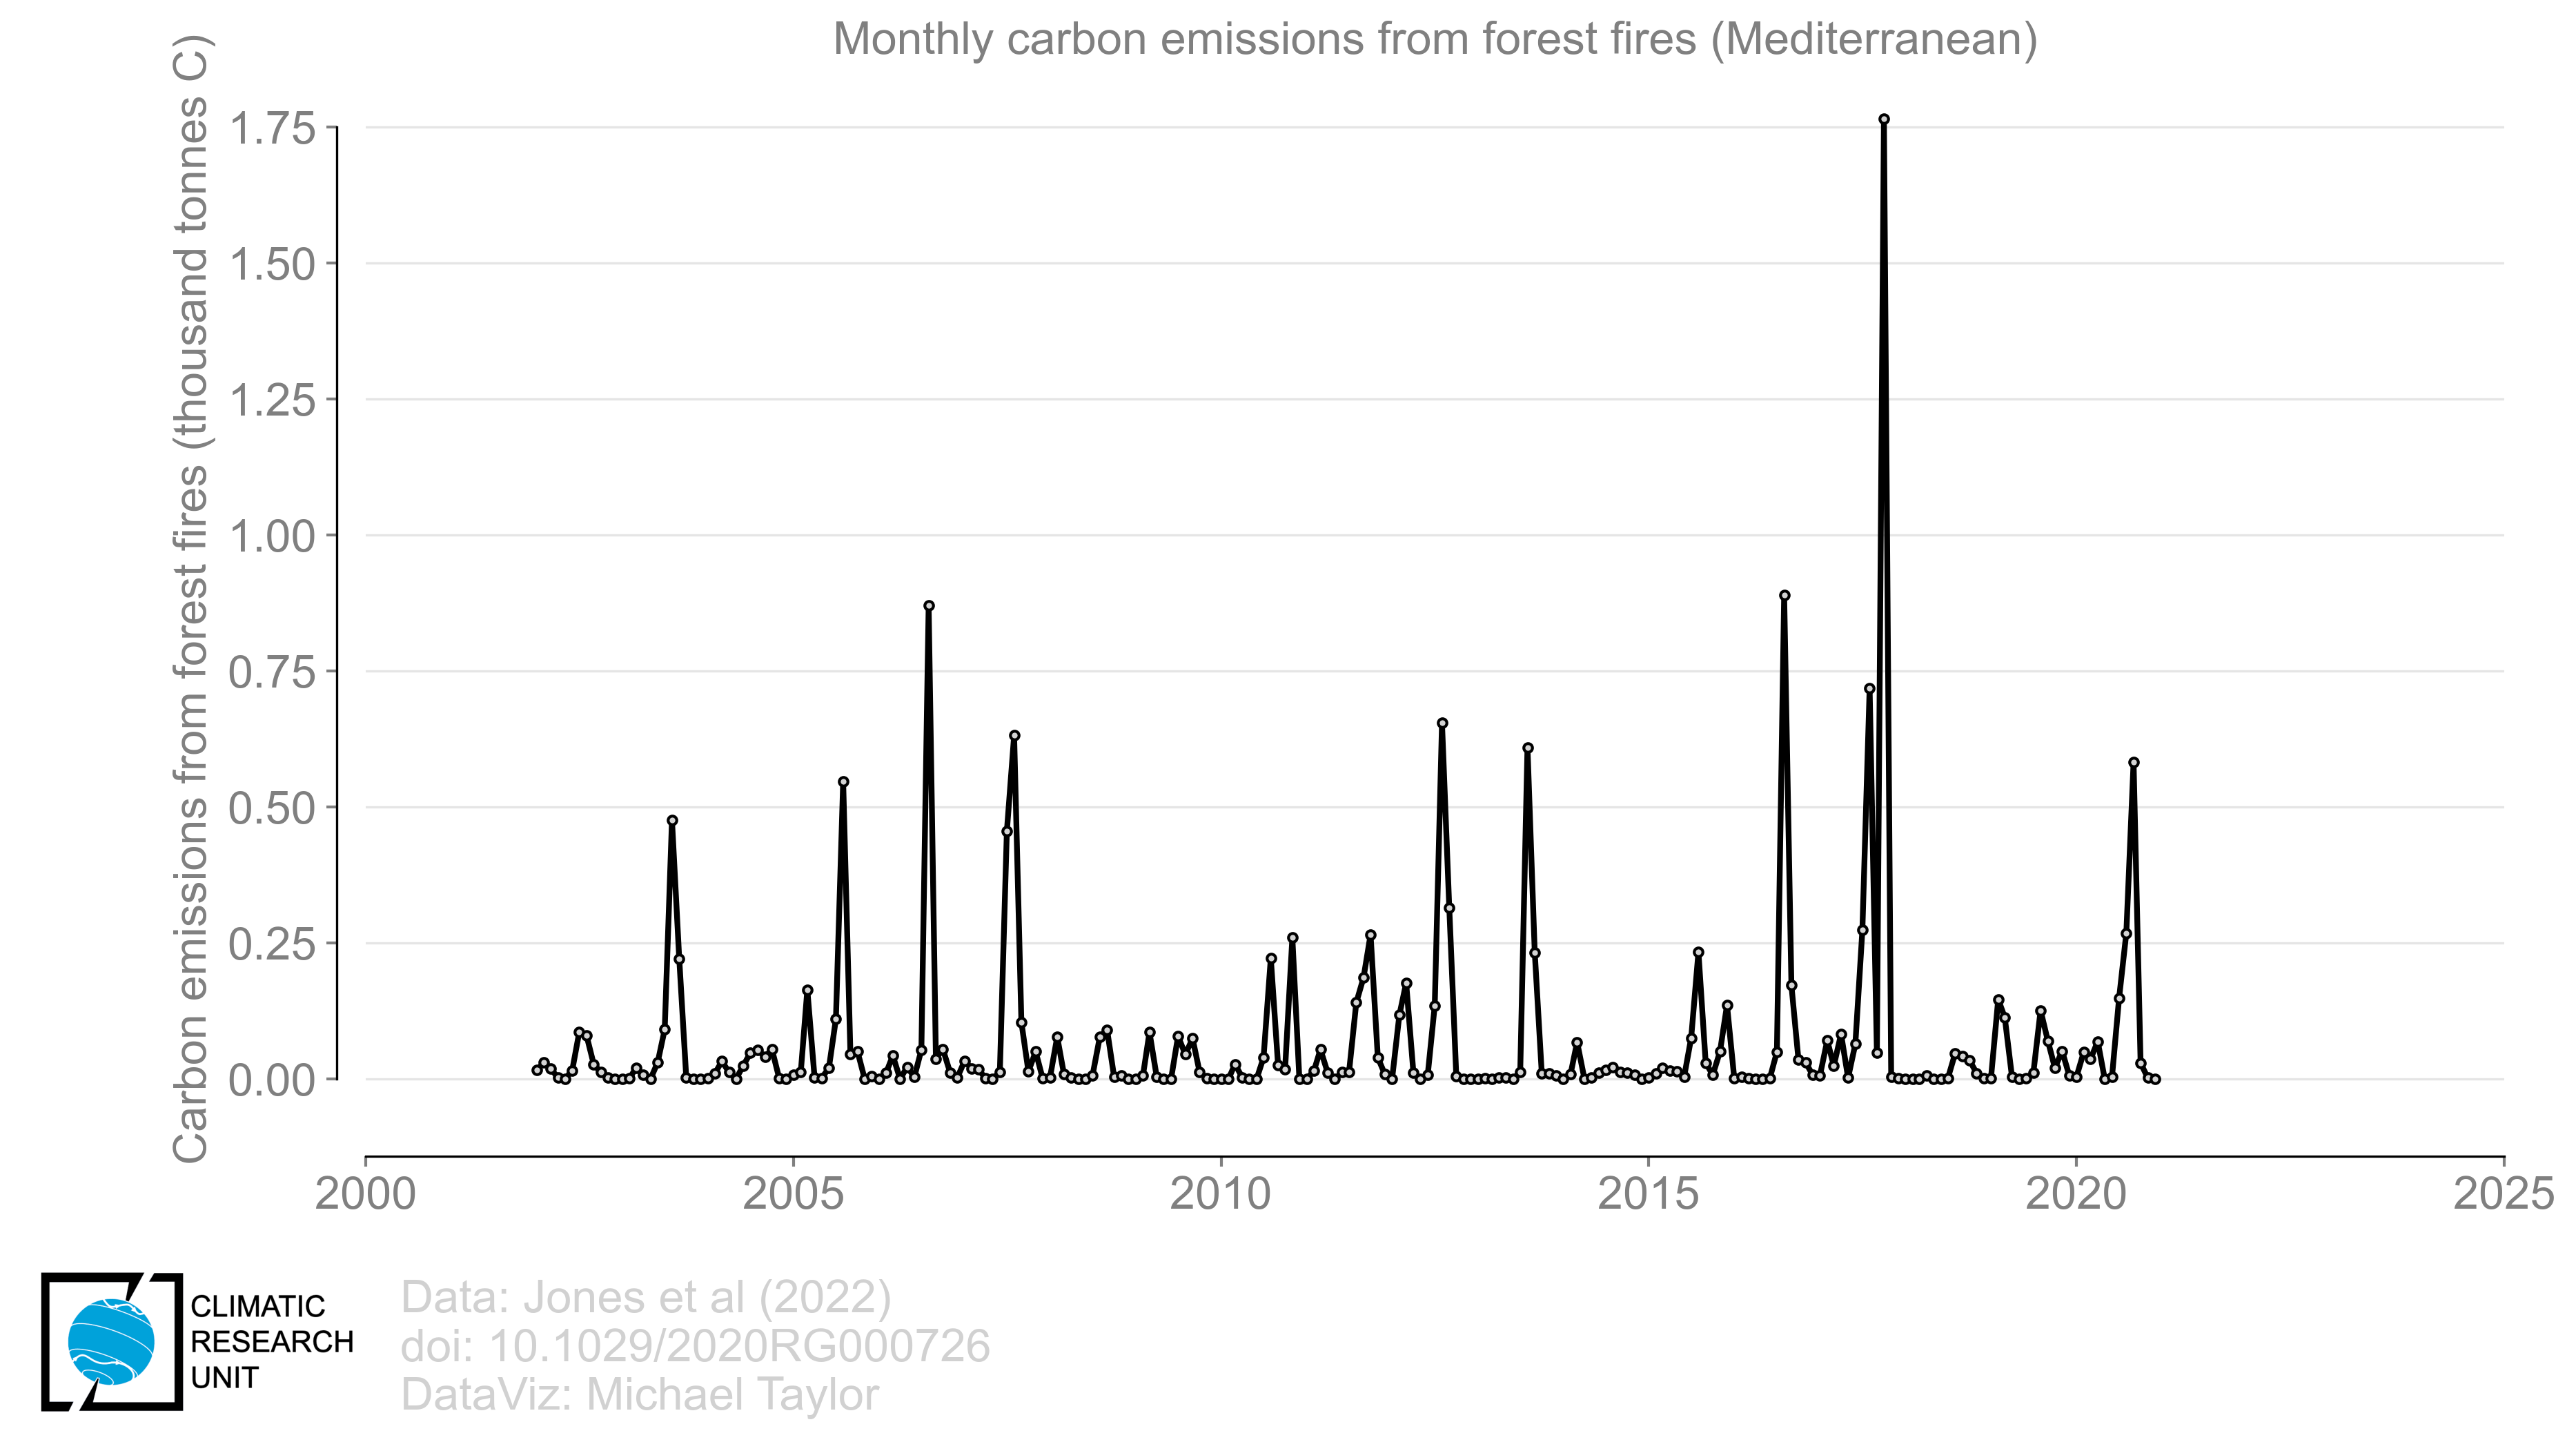 Monthly carbon emissions from forest fires (Mediterranean)
Carbon emissions from forest fires (thousand tonnes C)
1.75
1.50
1.25
1.00
0.75
0.50
0.25
0.00
2000 2005 2010 2015 2020 2025
CLIMATIC
RESEARCH
UNIT
Data: Jones et al (2022)
doi: 10.1029/2020RG000726
DataViz: Michael Taylor